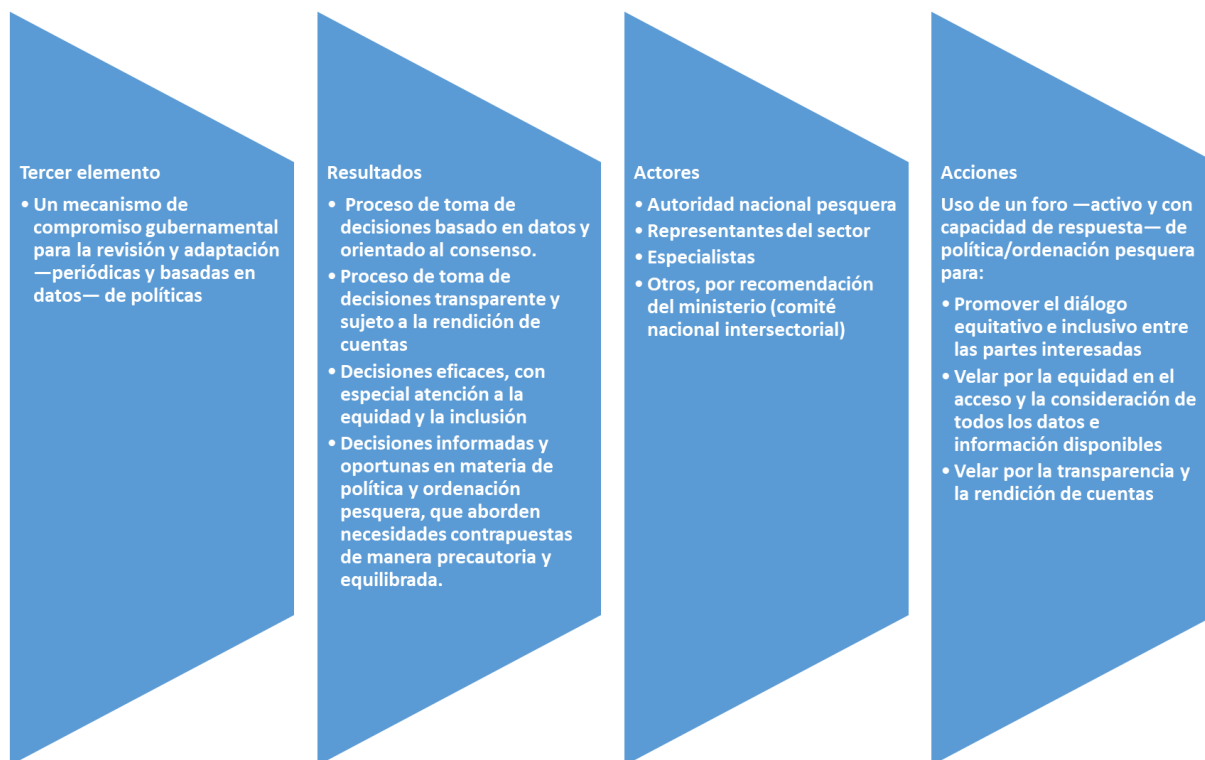 Tercer elemento
• Un mecanismo de
compromiso gubernamental
para la revisión y adaptación
—periódicas y basadas en
datos— de políticas
Resultados
• Proceso de toma de
decisiones basado en datos y
orientado al consenso.
• Proceso de toma de
decisiones transparente y
sujeto a la rendición de
cuentas
• Decisiones eficaces, con
especial atención a la
equidad y la inclusión
• Decisiones informadas y
oportunas en materia de
política y ordenación
pesquera, que aborden
necesidades contrapuestas
de manera precautoria y
equilibrada.
Actores
• Autoridad nacional pesquera
• Representantes del sector
• Especialistas
• Otros, por recomendación
del ministerio (comité
nacional intersectorial)
Acciones
Uso de un foro —activo y con
capacidad de respuesta— de
política/ordenación pesquera
para:
• Promover el diálogo
equitativo e inclusivo entre
las partes interesadas
• Velar por la equidad en el
acceso y la consideración de
todos los datos e
información disponibles
• Velar por la transparencia y
la rendición de cuentas